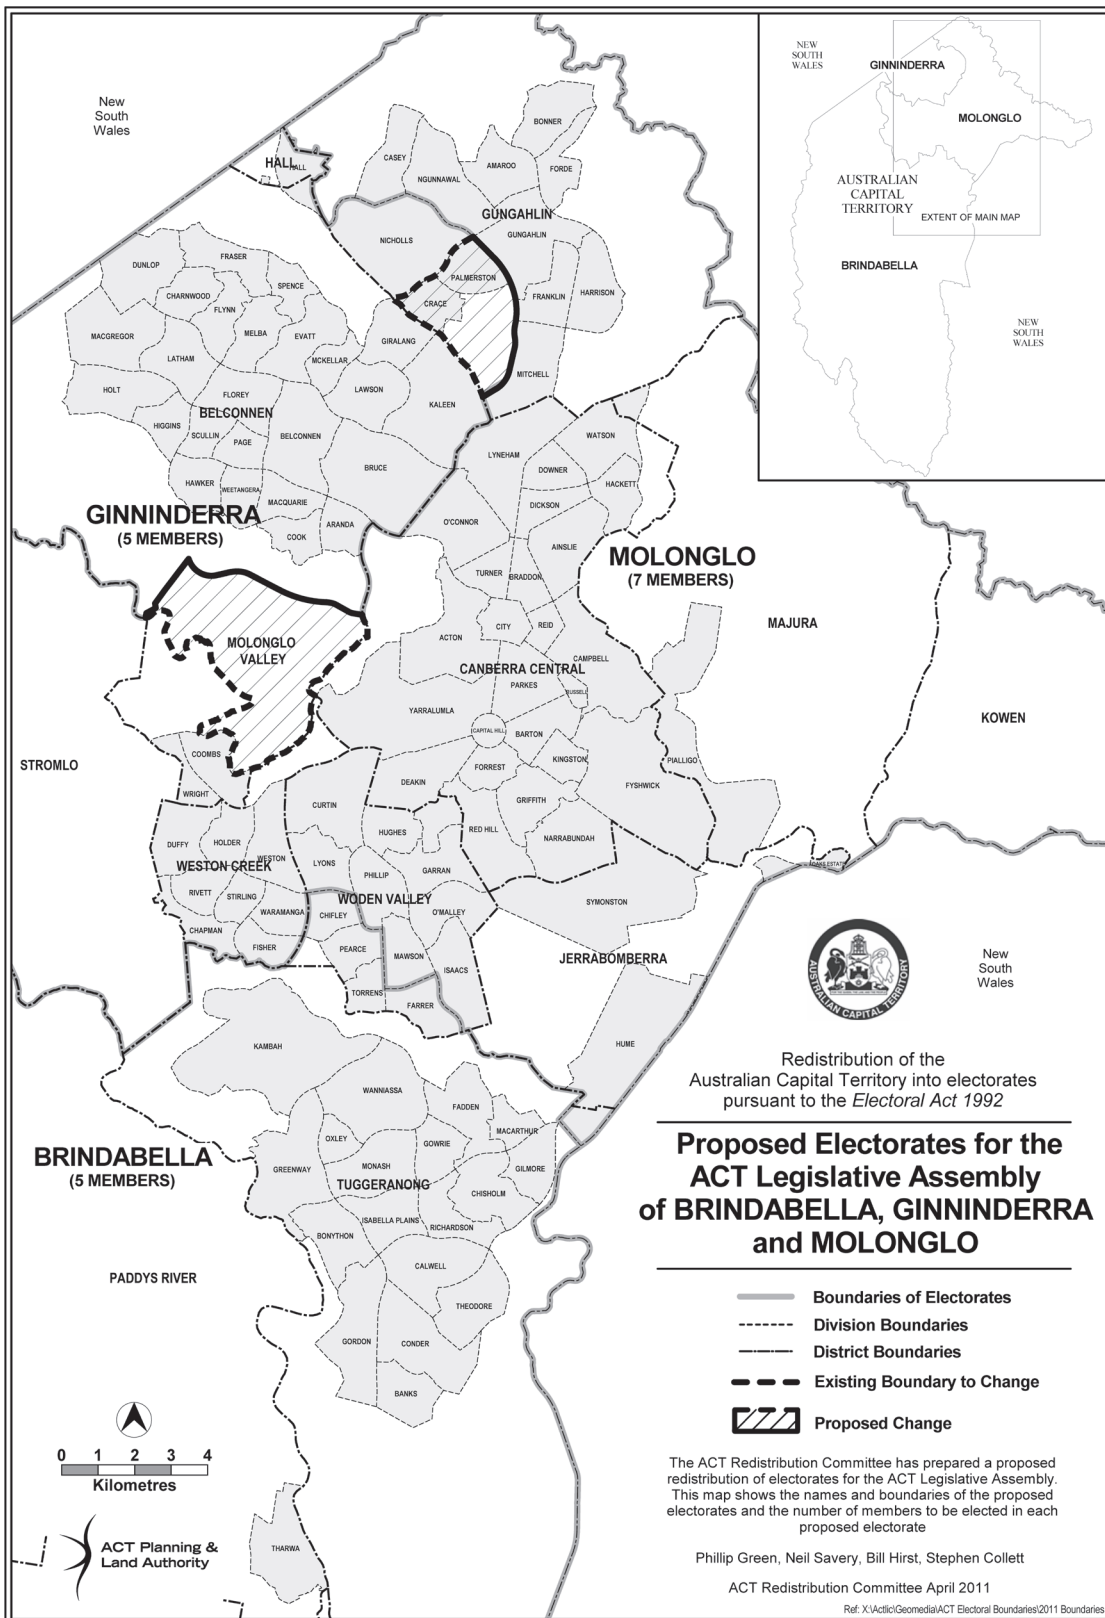 New
South
Wales
NEW
SOUTH
WALES
GINNINDERRA
MOLONGLO
AUSTRALIAN
CAPITAL
TERRITORY
EXTENT OF MAIN MAP
BRINDABELLA
NEW
SOUTH
WALES
BONNER
HALL
HALL
CASEY
AMAROO
NGUNNAWAL
FORDE
GUNGAHLIN
GUNGAHLIN
NICHOLLS
DUNLOP
FRASER
PALMERSTON
SPENCE
CHARNWOOD
FRANKLIN
HARRISON
FLYNN
CRACE
MACGREGOR
MELBA
EVATT
GIRALANG
LATHAM
MCKELLAR
MITCHELL
HOLT
FLOREY
LAWSON
KALEEN
BELCONNEN
HIGGINS
SCULLIN
PAGE
BELCONNEN
WATSON
LYNEHAM
DOWNER
BRUCE
HAWKER
WEETANGERA
HACKETT
MACQUARIE
DICKSON
GINNINDERRA
(5 MEMBERS)
ARANDA
COOK
O'CONNOR
AINSLIE
MOLONGLO
(7 MEMBERS)
TURNER
BRADDON
CITY
REID
MAJURA
MOLONGLO
VALLEY
ACTON
CAMPBELL
CANBERRA CENTRAL
PARKES
RUSSELL
YARRALUMLA
KOWEN
CAPITAL HILL
BARTON
COOMBS
STROMLO
KINGSTON
PIALLIGO
FORREST
DEAKIN
FYSHWICK
WRIGHT
CURTIN
GRIFFITH
HUGHES
RED HILL
NARRABUNDAH
DUFFY
HOLDER
WESTON
WESTON CREEK
LYONS
GARRAN
PHILLIP
OAKS ESTATE
RIVETT
STIRLING
WODEN VALLEY
SYMONSTON
WARAMANGA
CHIFLEY
O'MALLEY
CHAPMAN
FISHER
PEARCE
MAWSON
JERRABOMBERRA
ISAACS
TORRENS
FARRER
AUSTRALIAN CAPITAL TERRITORY
New
South
Wales
HUME
KAMBAH
WANNIASSA
FADDEN
MACARTHUR
OXLEY
GOWRIE
BRINDABELLA
(5 MEMBERS)
GREENWAY
MONASH
GILMORE
TUGGERANONG
CHISHOLM
ISABELLA PLAINS
RICHARDSON
BONYTHON
CALWELL
PADDYS RIVER
THEODORE
GORDON
CONDER
BANKS
THARWA
Redistribution of the
Australian Capital Territory into electorates
pursuant to the Electoral Act 1992
Proposed Electorates for the
ACT Legislative Assembly
of BRINDABELLA, GINNINDERRA
and MOLONGLO
Boundaries of Electorates
Division Boundaries
District Boundaries
Existing Boundary to Change
Proposed Change
The ACT Redistribution Committee has prepared a proposed
redistribution of electorates for the ACT Legislative Assembly.
This map shows the names and boundaries of the proposed
electorates and the number of members to be elected in each
proposed electorate
Phillip Green, Neil Savery, Bill Hirst, Stephen Collett
ACT Redistribution Committee April 2011
Ref: X:\Actlic\Geomedia\ACT Electoral Boundaries\2011 Boundaries
0 1 2 3 4
Kilometres
ACT Planning &
Land Authority